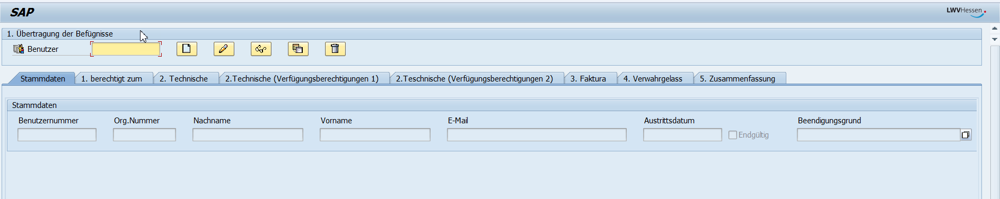 SAP
LWVHessen
1. Übertragung der Befügnisse
Benutzer
Stammdaten
1. berechtigt zum
2. Technische
2.Technische (Verfügungsberechtigungen 1)
2.Teschnische (Verfügungsberechtigungen 2)
3. Faktura
4. Verwahrgelass
5. Zusammenfassung
Stammdaten
Benutzernummer
Org.Nummer
Nachname
Vorname
E-Mail
Austrittsdatum
Beendigungsgrund
Endgültig